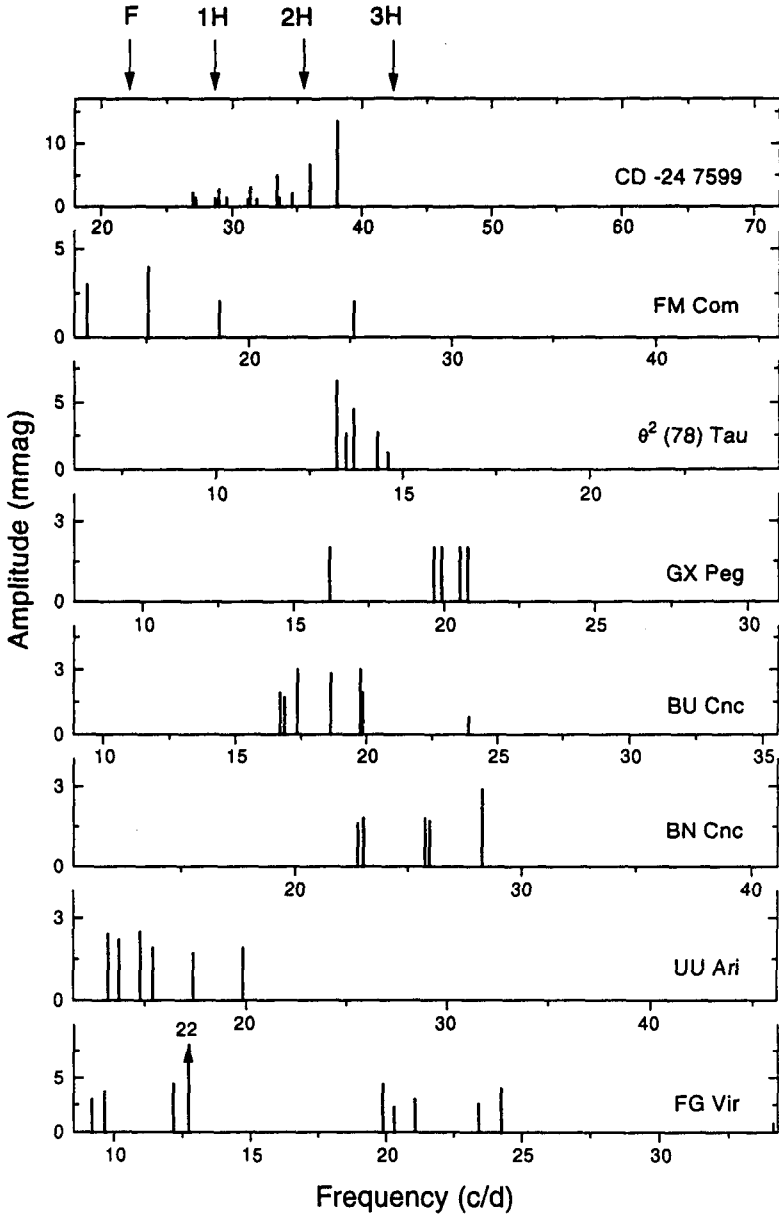 F 1H 2H 3H
10
0
CD -24 7599
20 30 40 50 60 70
5
0
FM Com
20 30 40
5
0
θ² (78) Tau
10 15 20
3
0
GX Peg
10 15 20 25 30
3
0
BU Cnc
10 15 20 25 30 35
3
0
BN Cnc
20 30 40
3
0
UU Ari
20 30 40
22
5
0
FG Vir
10 15 20 25 30
Amplitude (mmag)
Frequency (c/d)